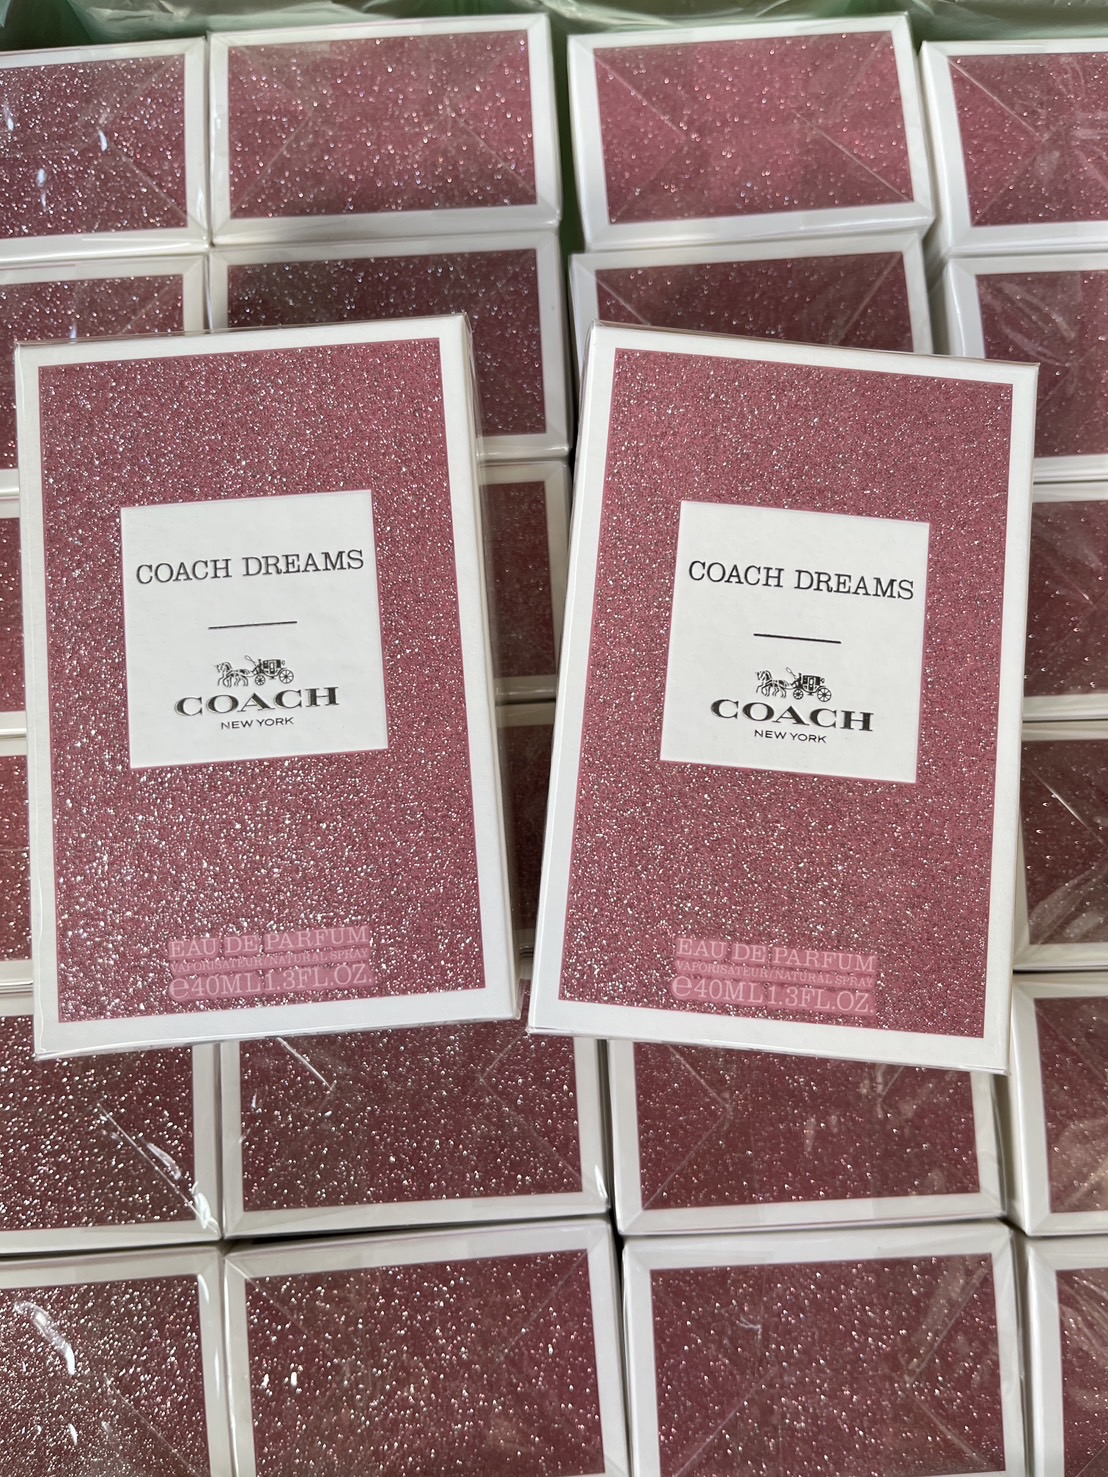 COACH DREAMS
COACH
NEW YORK
EAU DE PARFUM
VAPORISATEUR/NATURAL SPRAY
℮40ML 1.3FL.OZ
COACH DREAMS
COACH
NEW YORK
EAU DE PARFUM
VAPORISATEUR/NATURAL SPRAY
℮40ML 1.3FL.OZ